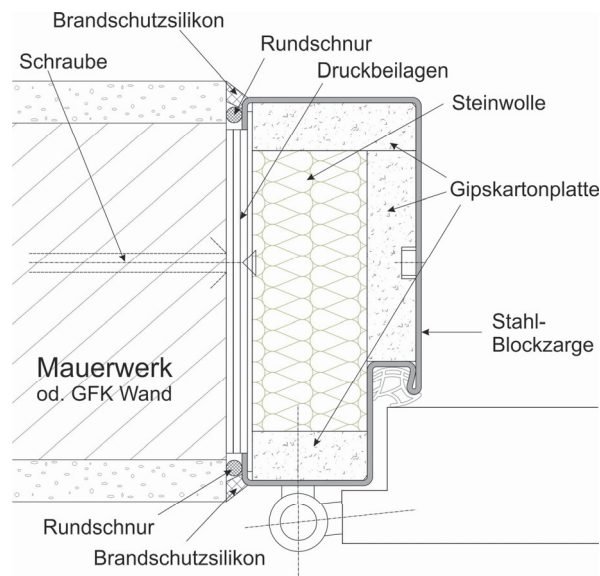 Brandschutzsilikon
Rundschnur
Schraube
Druckbeilagen
Steinwolle
Gipskartonplatte
Stahl-
Blockzarge
Mauerwerk
od. GFK Wand
Rundschnur
Brandschutzsilikon